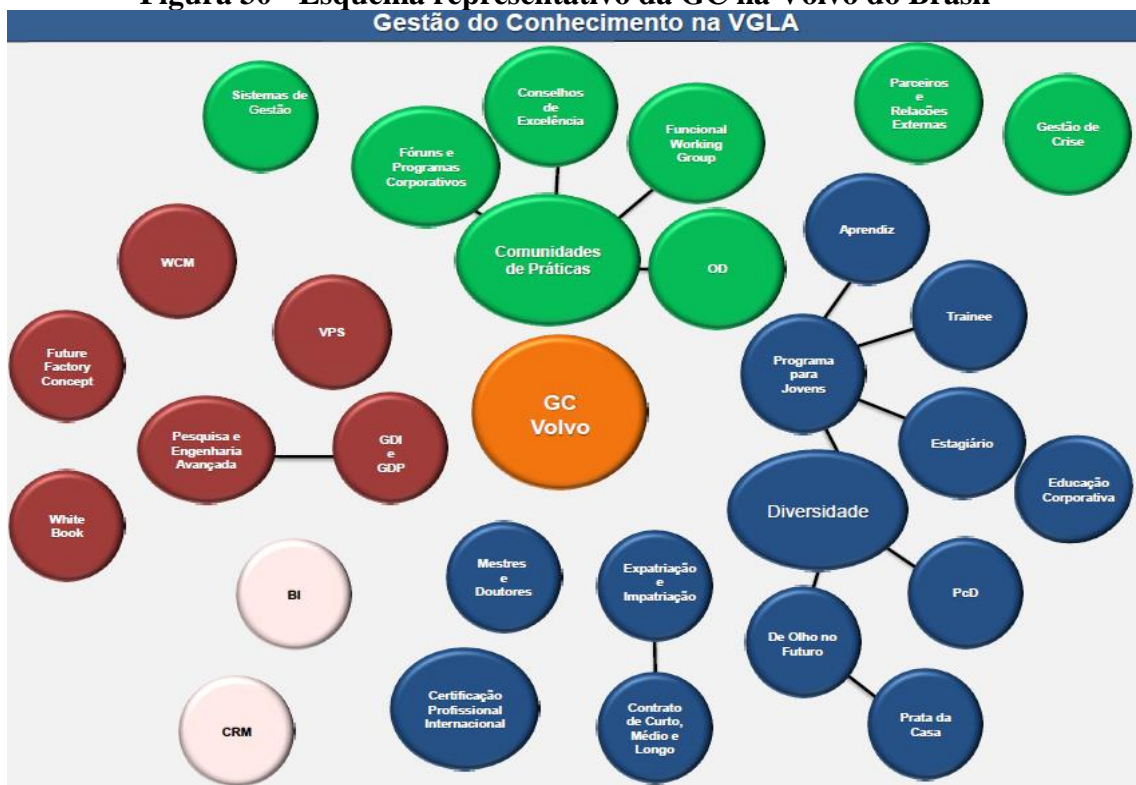 Figura - Esquema representativo da GC na Volvo do Brasil
Gestão do Conhecimento na VGLA
Sistemas de
Gestão
Conselhos
de
Excelência
Fóruns e
Programas
Corporativos
Funcional
Working
Group
Comunidades
de Práticas
OD
Parceiros
e
Relacões
Externas
Gestão de
Crise
WCM
VPS
Future
Factory
Concept
Pesquisa e
Engenharia
Avançada
GDI
e
GDP
White
Book
GC
Volvo
Aprendiz
Trainee
Programa
para
Jovens
Estagiário
Educação
Corporativa
Diversidade
PcD
De Olho no
Futuro
Prata da
Casa
BI
CRM
Mestres
e
Doutores
Expatriação
e
Impatriação
Certificação
Profissional
Internacional
Contrato
de Curto,
Médio e
Longo